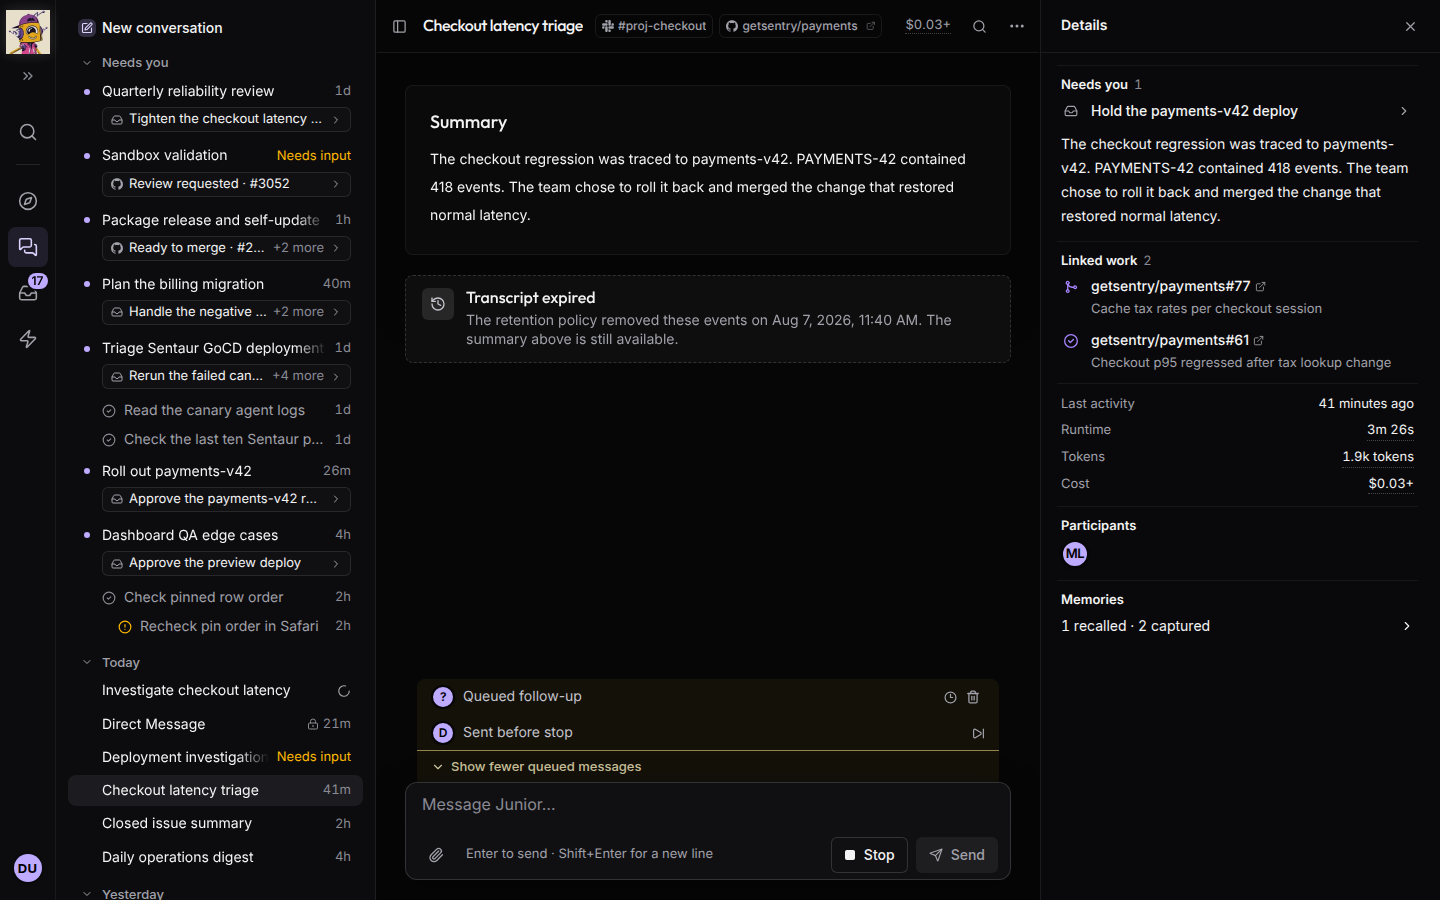 New conversation
Needs you
Quarterly reliability review 1d
Tighten the checkout latency ...
Sandbox validation Needs input
Review requested · #3052
Package release and self-update 1h
Ready to merge · #2... +2 more
Plan the billing migration 40m
Handle the negative ... +2 more
Triage Sentaur GoCD deployment 1d
Rerun the failed can... +4 more
Read the canary agent logs 1d
Check the last ten Sentaur p... 1d
Roll out payments-v42 26m
Approve the payments-v42 r...
Dashboard QA edge cases 4h
Approve the preview deploy
Check pinned row order 2h
Recheck pin order in Safari 2h
Today
Investigate checkout latency
Direct Message 21m
Deployment investigation Needs input
Checkout latency triage 41m
Closed issue summary 2h
Daily operations digest 4h
Yesterday
17
DU
Checkout latency triage #proj-checkout getsentry/payments $0.03+
Summary
The checkout regression was traced to payments-v42. PAYMENTS-42 contained
418 events. The team chose to roll it back and merged the change that restored
normal latency.
Transcript expired
The retention policy removed these events on Aug 7, 2026, 11:40 AM. The
summary above is still available.
? Queued follow-up
D Sent before stop
Show fewer queued messages
Message Junior...
Enter to send · Shift+Enter for a new line Stop Send
Details
Needs you 1
Hold the payments-v42 deploy
The checkout regression was traced to payments-
v42. PAYMENTS-42 contained 418 events. The team
chose to roll it back and merged the change that
restored normal latency.
Linked work 2
getsentry/payments#77
Cache tax rates per checkout session
getsentry/payments#61
Checkout p95 regressed after tax lookup change
Last activity 41 minutes ago
Runtime 3m 26s
Tokens 1.9k tokens
Cost $0.03+
Participants
ML
Memories
1 recalled · 2 captured